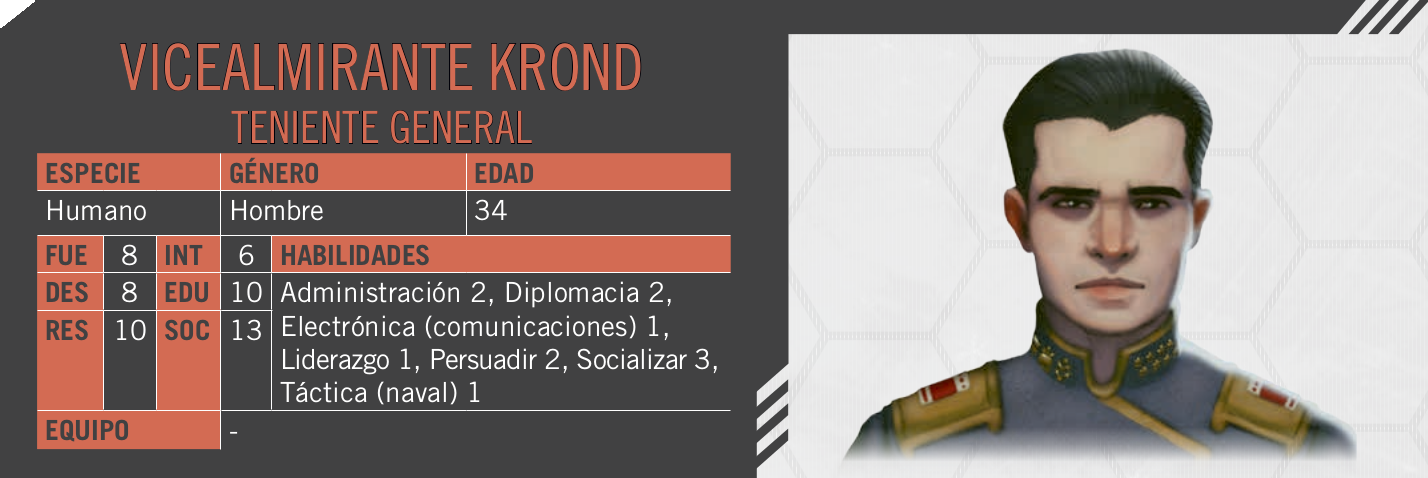 VICEALMIRANTE KROND
TENIENTE GENERAL
ESPECIE GÉNERO EDAD
Humano Hombre 34
FUE 8 INT 6 HABILIDADES
DES 8 EDU 10 Administración 2, Diplomacia 2,
RES 10 SOC 13 Electrónica (comunicaciones) 1,
Liderazgo 1, Persuadir 2, Socializar 3,
Táctica (naval) 1
EQUIPO -